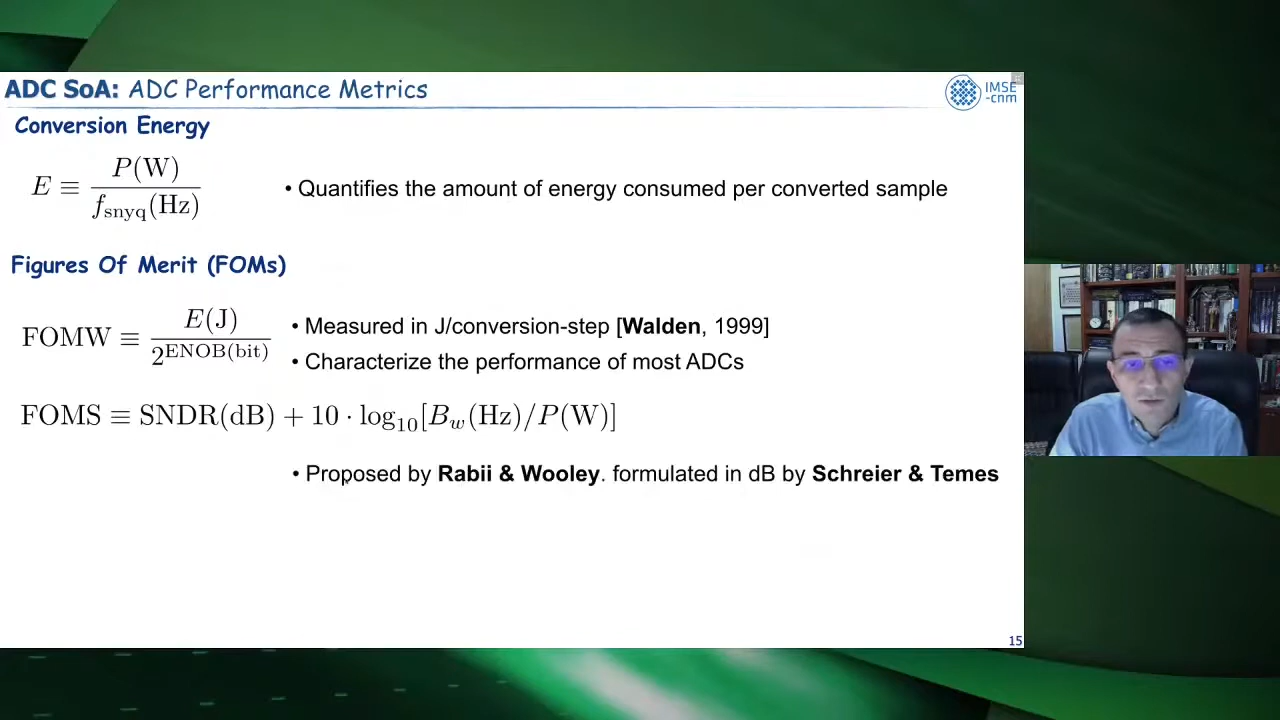 ADC SoA: ADC Performance Metrics
IMSE
-cnm
Conversion Energy
E ≡ P(W) / f_snyq(Hz)
• Quantifies the amount of energy consumed per converted sample
Figures Of Merit (FOMs)
FOMW ≡ E(J) / 2^ENOB(bit)
• Measured in J/conversion-step [Walden, 1999]
• Characterize the performance of most ADCs
FOMS ≡ SNDR(dB) + 10 · log_10[B_w(Hz)/P(W)]
• Proposed by Rabii & Wooley. formulated in dB by Schreier & Temes
15